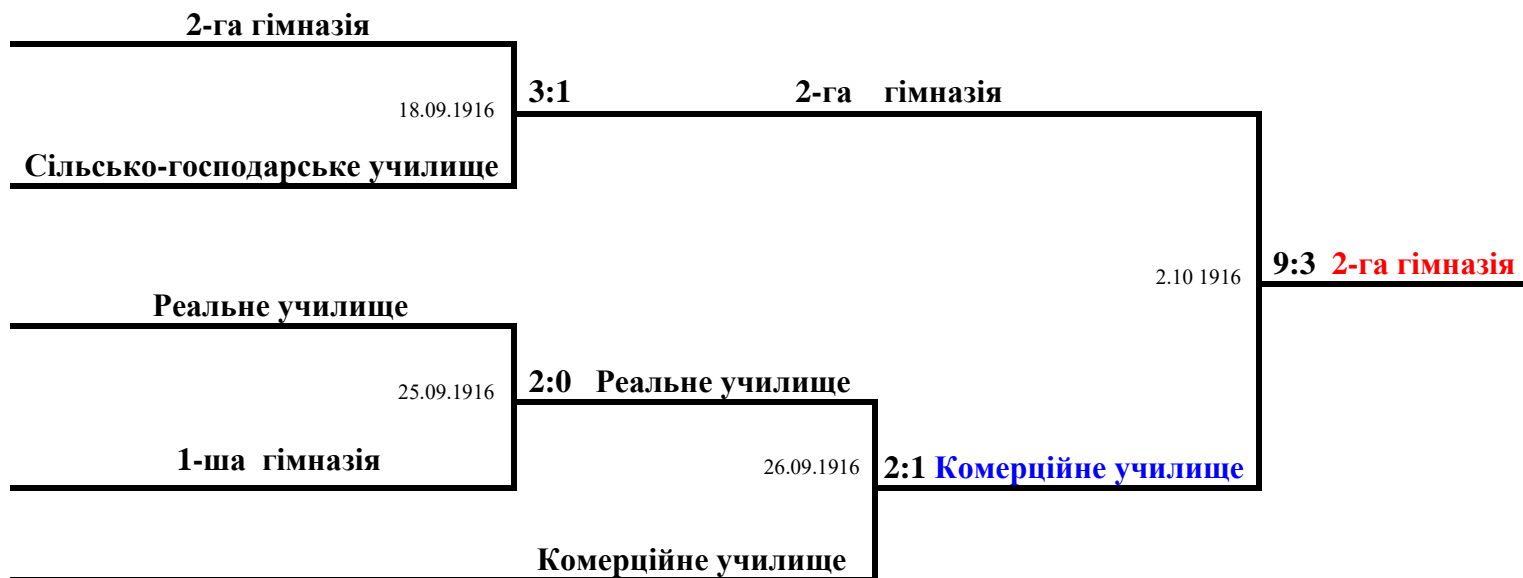 2-га гімназія
18.09.1916
3:1 2-га гімназія
Сільсько-господарське училище
2.10 1916
9:3 2-га гімназія
Реальне училище
25.09.1916
2:0 Реальне училище
1-ша гімназія
26.09.1916
2:1 Комерційне училище
Комерційне училище